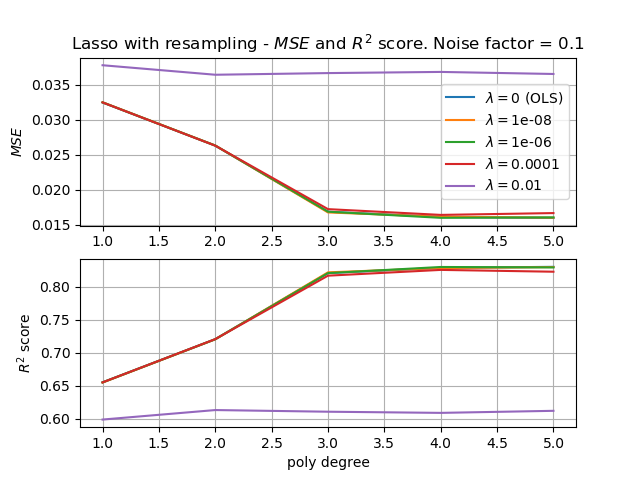 Lasso with resampling - MSE and R² score. Noise factor = 0.1
MSE
0.035
0.030
0.025
0.020
0.015
λ = 0 (OLS)
λ = 1e-08
λ = 1e-06
λ = 0.0001
λ = 0.01
1.0 1.5 2.0 2.5 3.0 3.5 4.0 4.5 5.0
R² score
0.80
0.75
0.70
0.65
0.60
1.0 1.5 2.0 2.5 3.0 3.5 4.0 4.5 5.0
poly degree